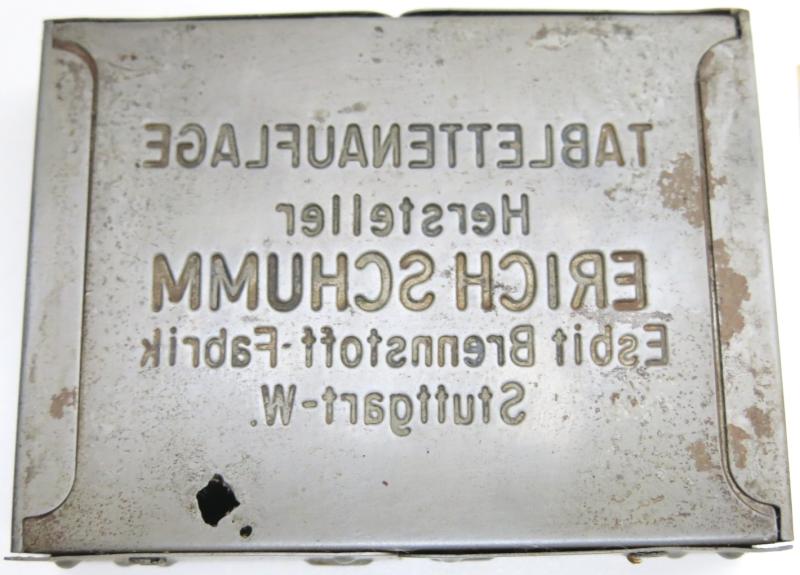 TABLETTENAUFLAGE
Hersteller
ERICH SCHUMM
Esbit Brennstoff-Fabrik
Stuttgart-W.